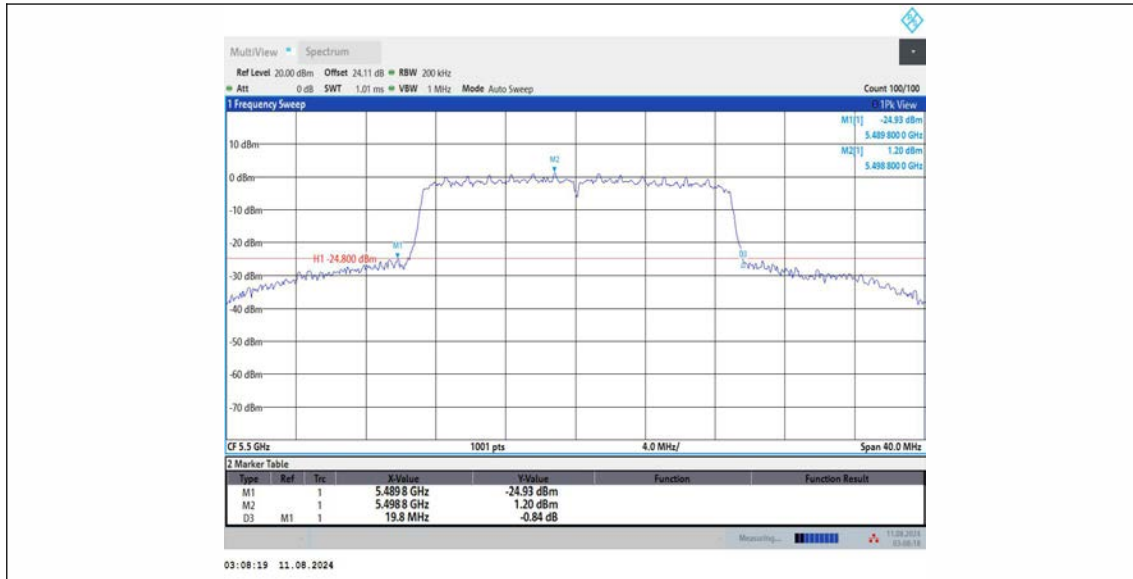 MultiView Spectrum
Ref Level 20.00 dBm Offset 24.11 dB RBW 200 kHz
Att 0 dB SWT 1.01 ms VBW 1 MHz Mode Auto Sweep Count 100/100
1 Frequency Sweep 1Pk View
M1[1] -24.93 dBm
5.489 800 0 GHz
10 dBm
M2[1] 1.20 dBm
M2
5.498 800 0 GHz
0 dBm
-10 dBm
-20 dBm
M1
D3
H1 -24.800 dBm
-30 dBm
-40 dBm
-50 dBm
-60 dBm
-70 dBm
CF 5.5 GHz 1001 pts 4.0 MHz/ Span 40.0 MHz
2 Marker Table
Type Ref Trc X-Value Y-Value Function Function Result
M1 1 5.489 8 GHz -24.93 dBm
M2 1 5.498 8 GHz 1.20 dBm
D3 M1 1 19.8 MHz -0.84 dB
Measuring... 11.08.2024
03:08:18
03:08:19 11.08.2024